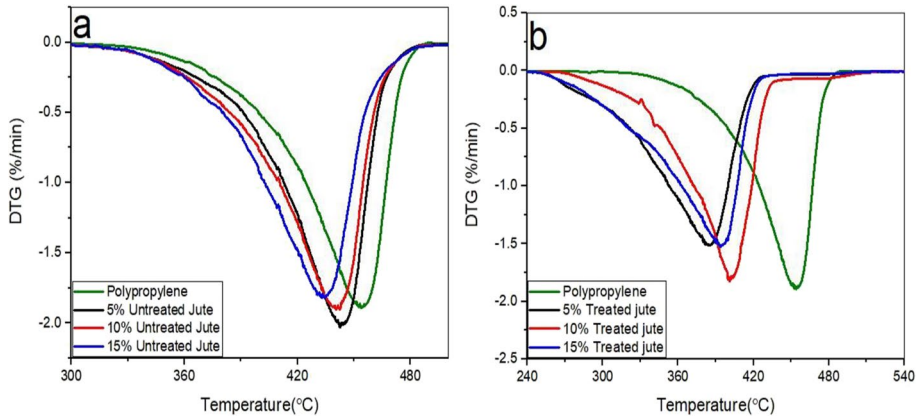 a
DTG (%/min)
0.0
-0.5
-1.0
-1.5
-2.0
Polypropylene
5% Untreated Jute
10% Untreated Jute
15% Untreated Jute
300
360
420
480
Temperature(°C)
b
DTG (%/min)
0.5
0.0
-0.5
-1.0
-1.5
-2.0
-2.5
Polypropylene
5% Treated jute
10% Treated jute
15% Treated jute
240
300
360
420
480
540
Temperature(°C)